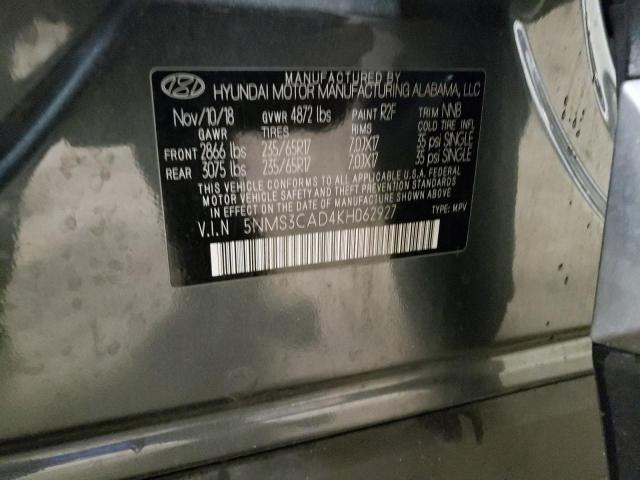 MANUFACTURED BY
HYUNDAI MOTOR MANUFACTURING ALABAMA, LLC
Nov/10/18 GVWR 4872 lbs PAINT R2F TRIM NNB
GAWR TIRES RIMS COLD TIRE INFL. PRES.
FRONT 2866 lbs 235/65R17 7.0JX17 35 psi SINGLE
REAR 3075 lbs 235/65R17 7.0JX17 35 psi SINGLE
THIS VEHICLE CONFORMS TO ALL APPLICABLE U.S.A. FEDERAL
MOTOR VEHICLE SAFETY, BUMPER, AND THEFT PREVENTION
STANDARDS IN EFFECT ON THE DATE OF MANUFACTURE SHOWN ABOVE.
V.I.N 5NMS3CAD4KH062927 TYPE: MPV